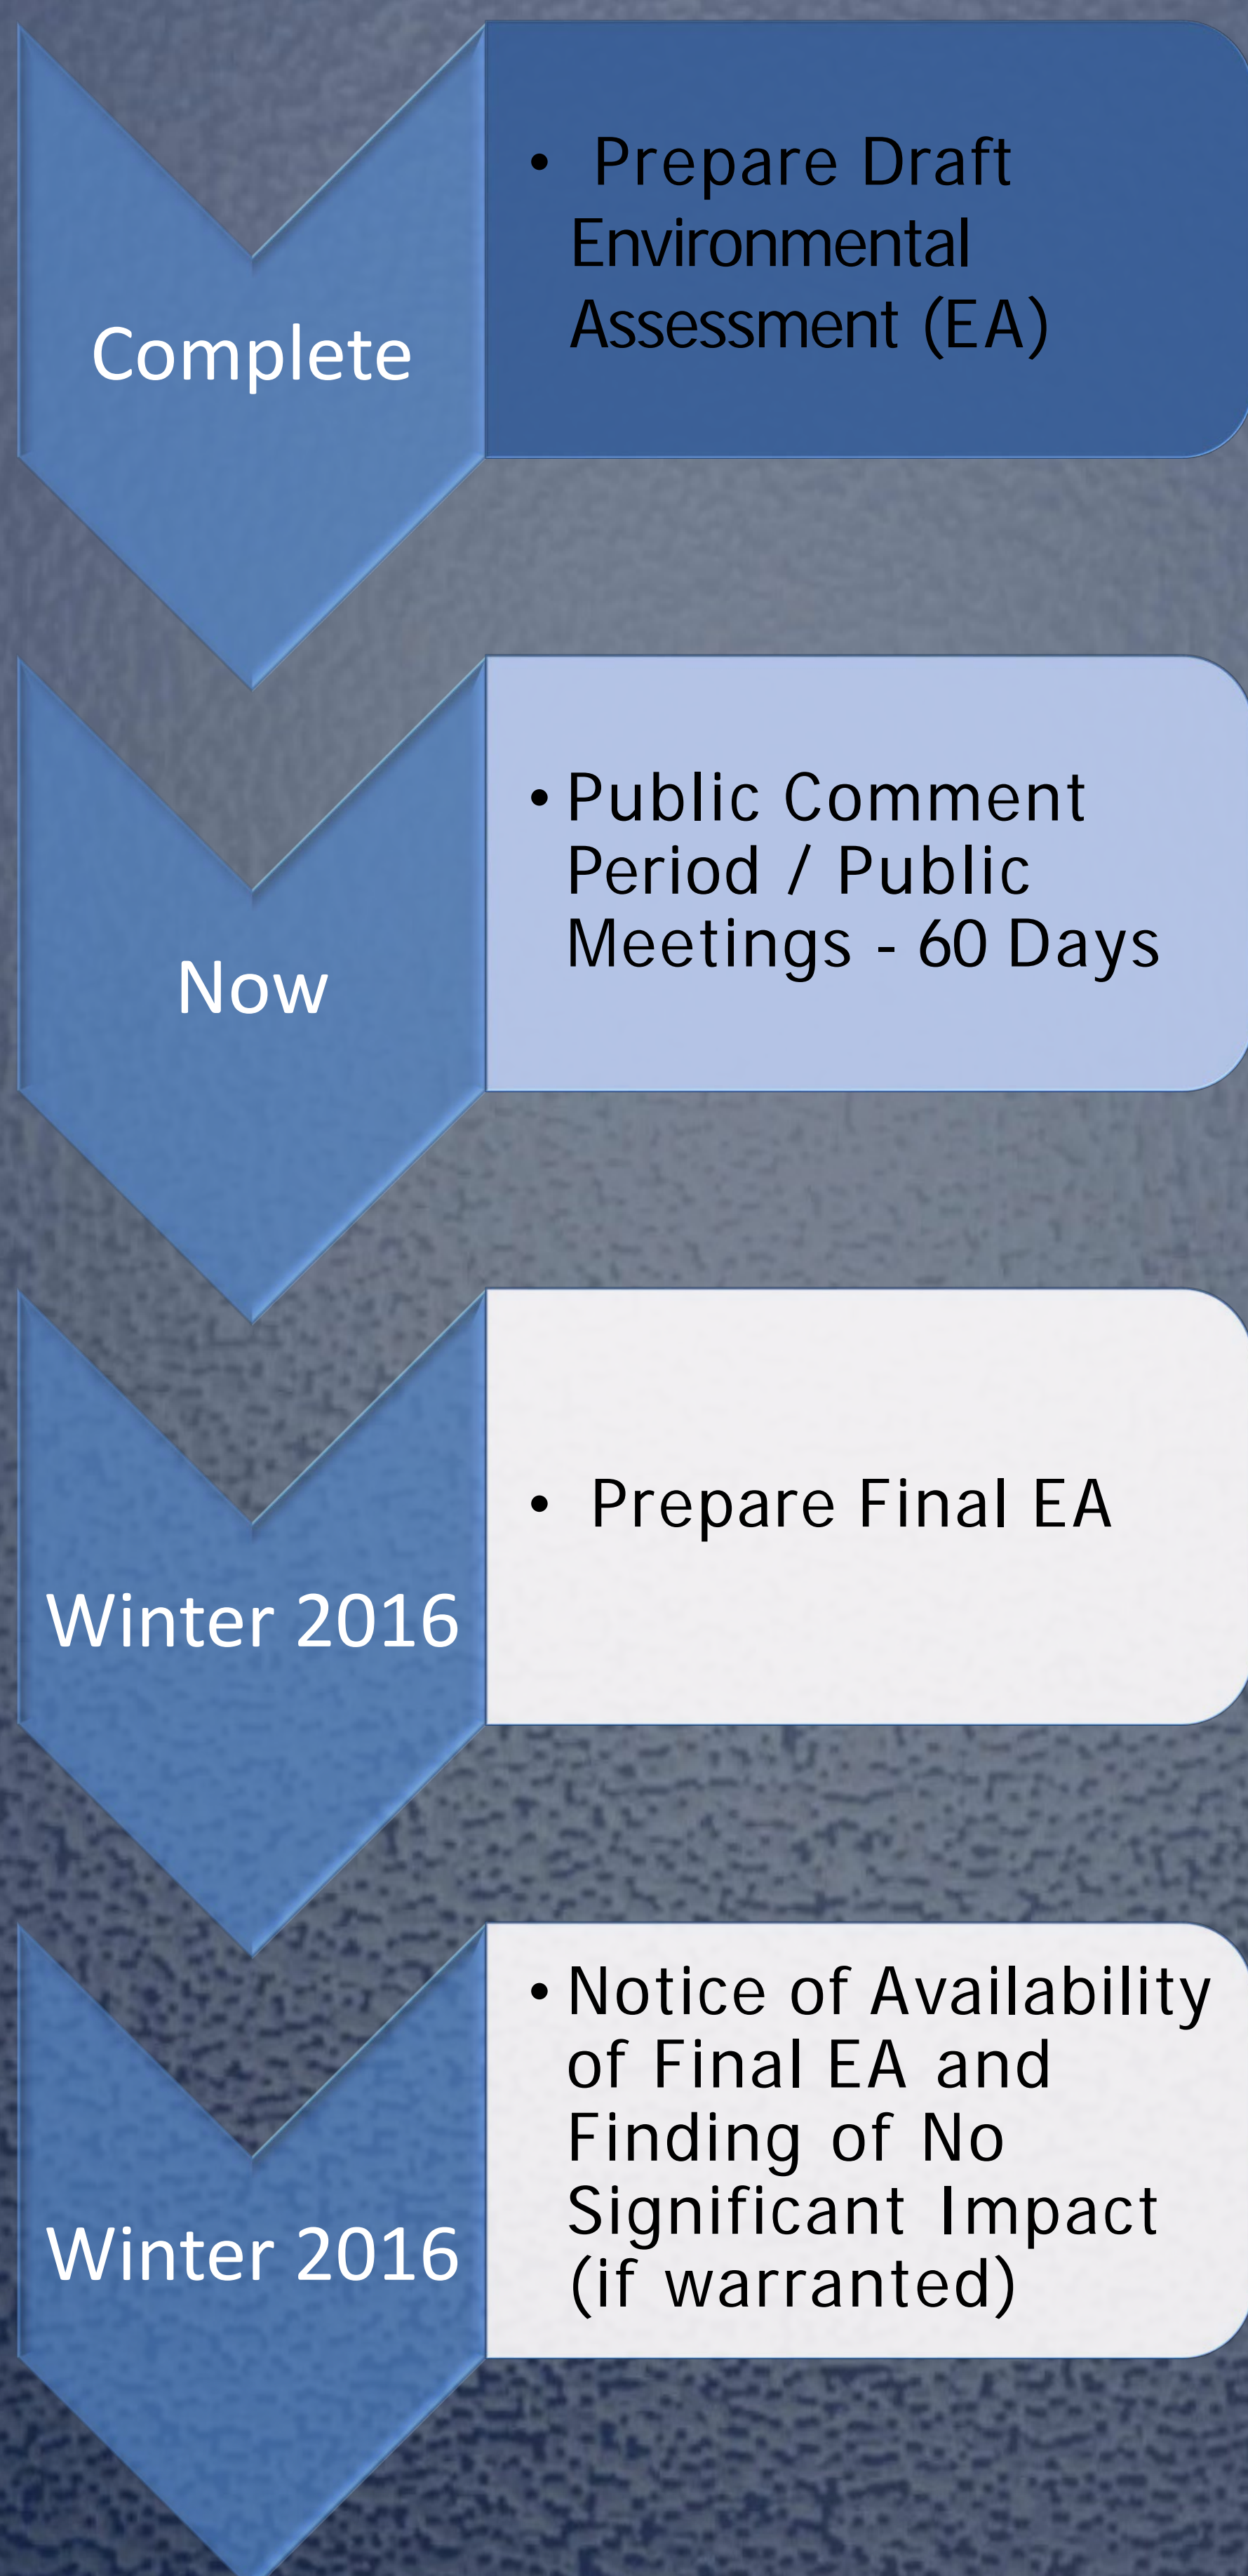 Complete
• Prepare Draft
Environmental
Assessment (EA)
Now
• Public Comment
Period / Public
Meetings - 60 Days
Winter 2016
• Prepare Final EA
Winter 2016
• Notice of Availability
of Final EA and
Finding of No
Significant Impact
(if warranted)